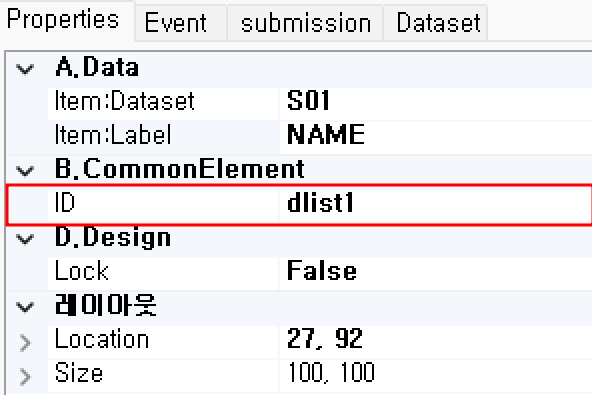 Properties Event submission Dataset
A.Data
Item:Dataset S01
Item:Label NAME
B.CommonElement
ID dlist1
D.Design
Lock False
레이아웃
Location 27, 92
Size 100, 100